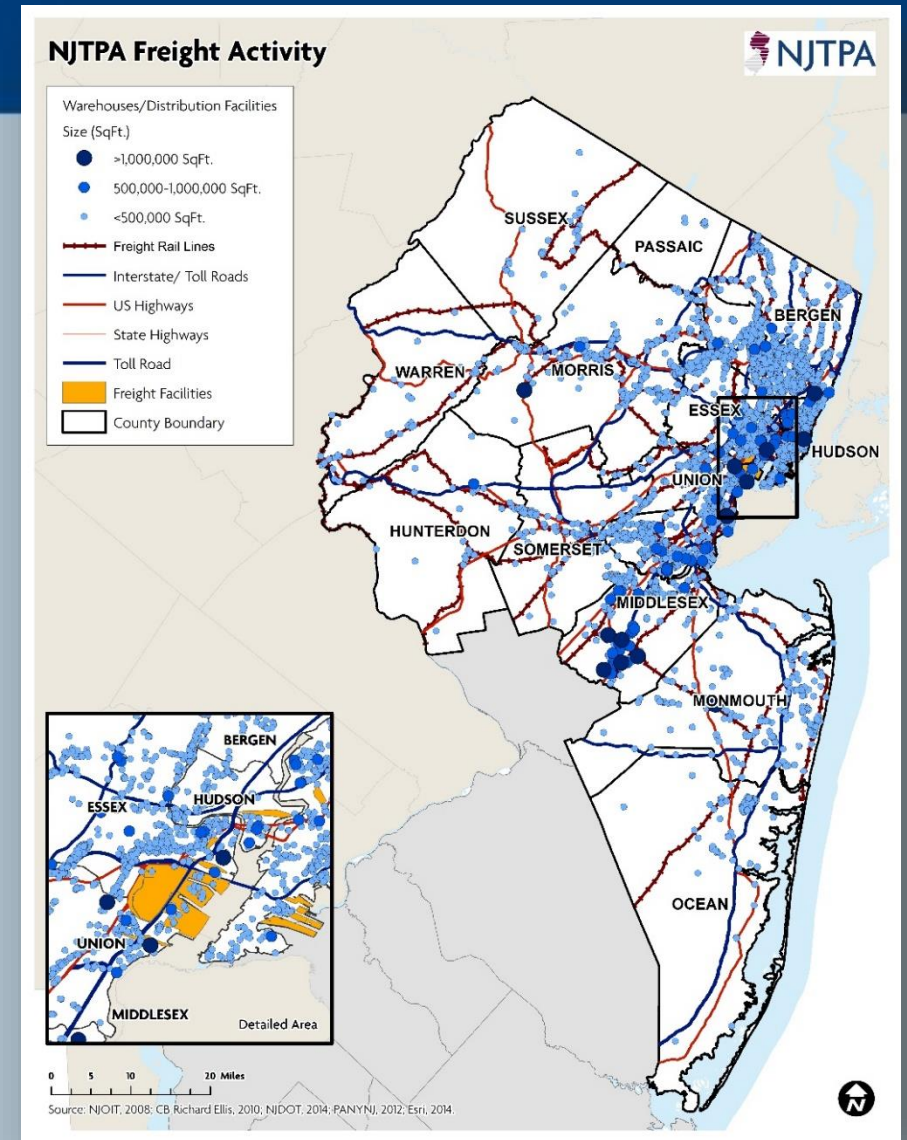 NJTPA Freight Activity
NJTPA
Warehouses/Distribution Facilities
Size (SqFt.)
>1,000,000 SqFt.
500,000-1,000,000 SqFt.
<500,000 SqFt.
Freight Rail Lines
Interstate/ Toll Roads
US Highways
State Highways
Toll Road
Freight Facilities
County Boundary
SUSSEX
PASSAIC
BERGEN
WARREN
MORRIS
ESSEX
HUDSON
UNION
HUNTERDON
SOMERSET
MIDDLESEX
MONMOUTH
OCEAN
BERGEN
ESSEX
HUDSON
UNION
MIDDLESEX
Detailed Area
0 5 10 20 Miles
Source: NJOIT, 2008; CB Richard Ellis, 2010; NJDOT, 2014; PANYNJ, 2012; Esri, 2014.
N